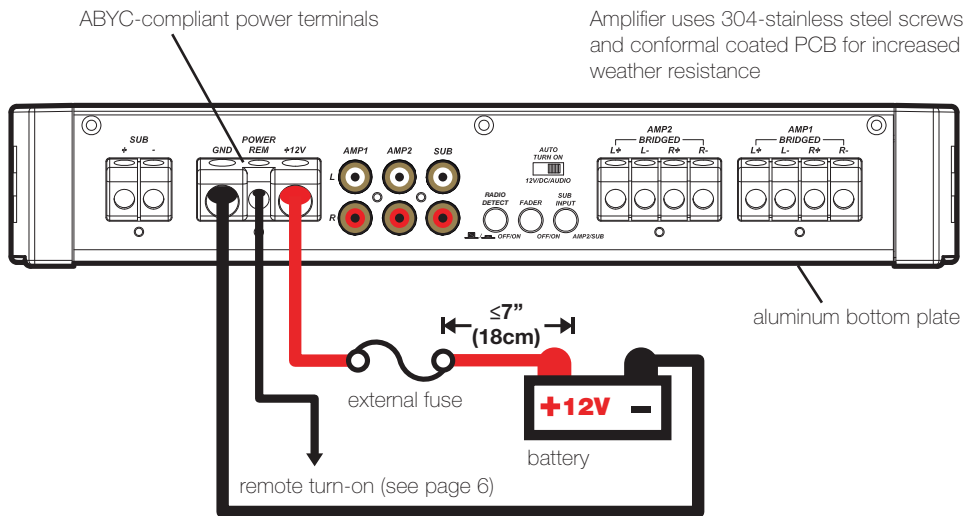 ABYC-compliant power terminals
Amplifier uses 304-stainless steel screws
and conformal coated PCB for increased
weather resistance
SUB
+ -
POWER
GND REM +12V
AMP1 AMP2 SUB
L
R
AUTO
TURN ON
12V/DC/AUDIO
RADIO
DETECT
FADER
SUB
INPUT
/ OFF/ON OFF/ON AMP2/SUB
AMP2
BRIDGED
L+ L- R+ R-
AMP1
BRIDGED
L+ L- R+ R-
aluminum bottom plate
≤7”
(18cm)
external fuse
+12V -
battery
remote turn-on (see page 6)